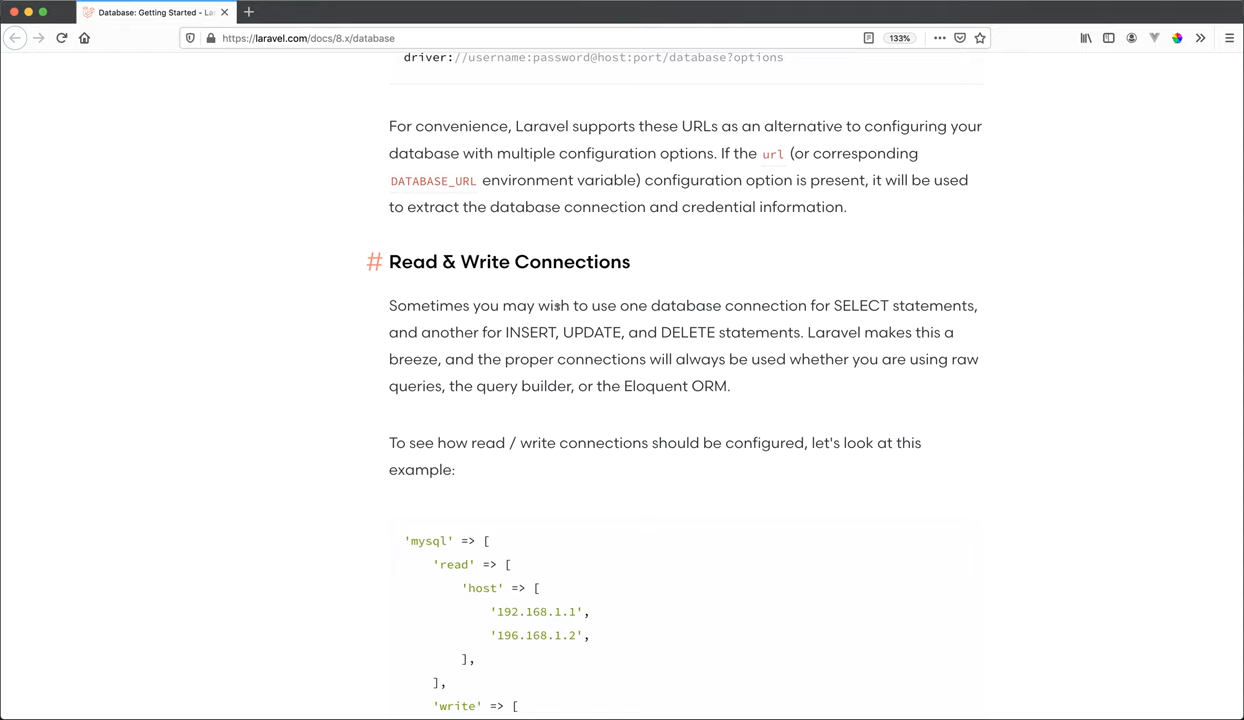 Database: Getting Started - La
https://laravel.com/docs/8.x/database
133%
driver://username:password@host:port/database?options
For convenience, Laravel supports these URLs as an alternative to configuring your
database with multiple configuration options. If the url (or corresponding
DATABASE_URL environment variable) configuration option is present, it will be used
to extract the database connection and credential information.
# Read & Write Connections
Sometimes you may wish to use one database connection for SELECT statements,
and another for INSERT, UPDATE, and DELETE statements. Laravel makes this a
breeze, and the proper connections will always be used whether you are using raw
queries, the query builder, or the Eloquent ORM.
To see how read / write connections should be configured, let's look at this
example:
'mysql' => [
'read' => [
'host' => [
'192.168.1.1',
'196.168.1.2',
],
],
'write' => [